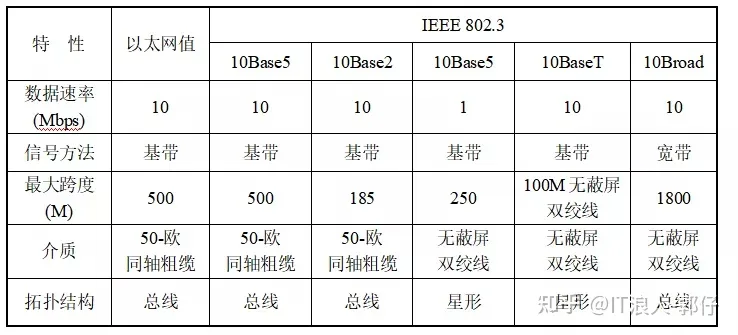 特 性 以太网值 IEEE 802.3
10Base5 10Base2 10Base5 10BaseT 10Broad
数据速率 (Mbps) 10 10 10 1 10 10
信号方法 基带 基带 基带 基带 基带 宽带
最大跨度 (M) 500 500 185 250 100M 无蔽屏 双绞线 1800
介质 50-欧 同轴粗缆 50-欧 同轴粗缆 50-欧 同轴粗缆 无蔽屏 双绞线 无蔽屏 双绞线 无蔽屏 双绞线
拓扑结构 总线 总线 总线 星形 星形 总线
知乎 @IT浪人 郭仔